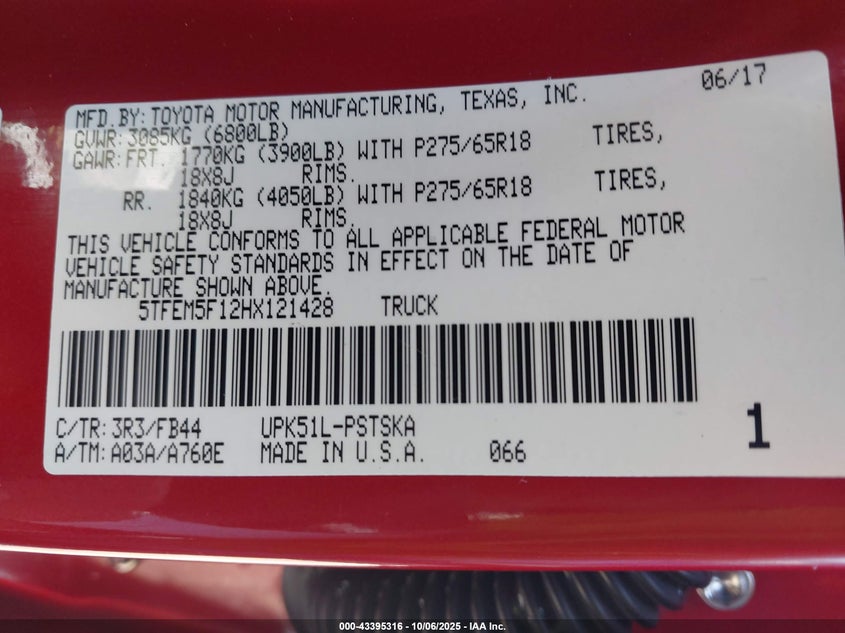 06/17
MFD.BY:TOYOTA MOTOR MANUFACTURING, TEXAS, INC.
GVWR:3085KG (6800LB)
GAWR:FRT. 1770KG (3900LB) WITH P275/65R18 TIRES,
18X8J RIMS.
RR. 1840KG (4050LB) WITH P275/65R18 TIRES,
18X8J RIMS.
THIS VEHICLE CONFORMS TO ALL APPLICABLE FEDERAL MOTOR
VEHICLE SAFETY STANDARDS IN EFFECT ON THE DATE OF
MANUFACTURE SHOWN ABOVE.
5TFEM5F12HX121428 TRUCK
C/TR:3R3/FB44 UPK51L-PSTSKA
A/TM:A03A/A760E MADE IN U.S.A. 066
1
000-43395316 - 10/06/2025 - IAA Inc.